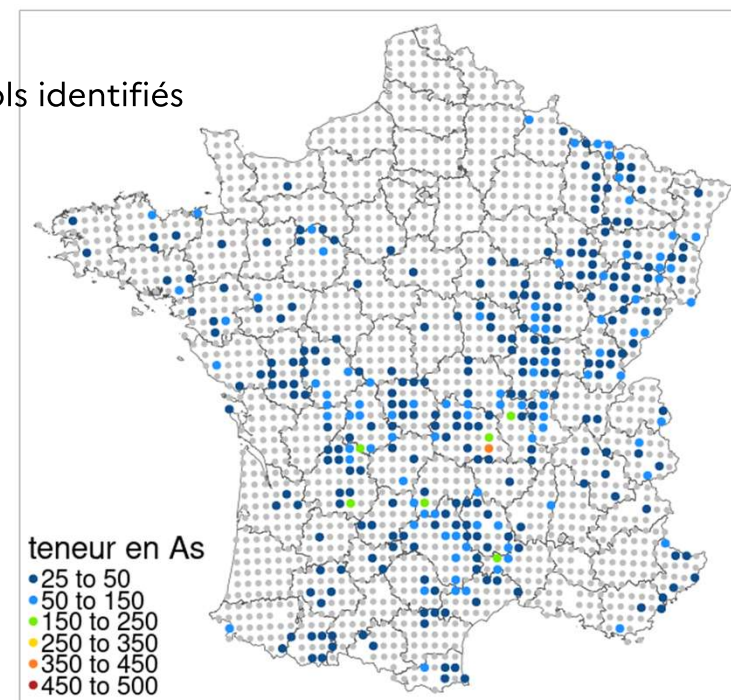 ols identifiés
teneur en As
25 to 50
50 to 150
150 to 250
250 to 350
350 to 450
450 to 500